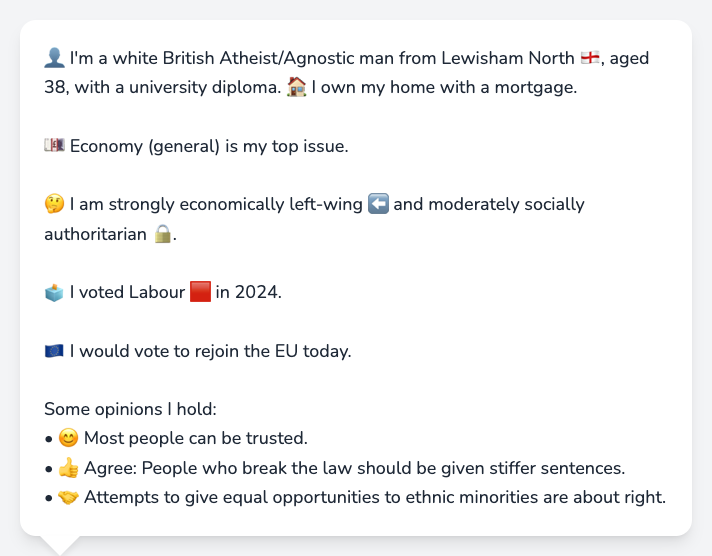 👤 I'm a white British Atheist/Agnostic man from Lewisham North 🏴󠁧󠁢󠁥󠁮󠁧󠁿, aged
38, with a university diploma. 🏠 I own my home with a mortgage.
💷 Economy (general) is my top issue.
🤔 I am strongly economically left-wing ⬅️ and moderately socially
authoritarian 🔒.
🗳️ I voted Labour 🟥 in 2024.
🇪🇺 I would vote to rejoin the EU today.
Some opinions I hold:
• 😊 Most people can be trusted.
• 👍 Agree: People who break the law should be given stiffer sentences.
• 🤝 Attempts to give equal opportunities to ethnic minorities are about right.